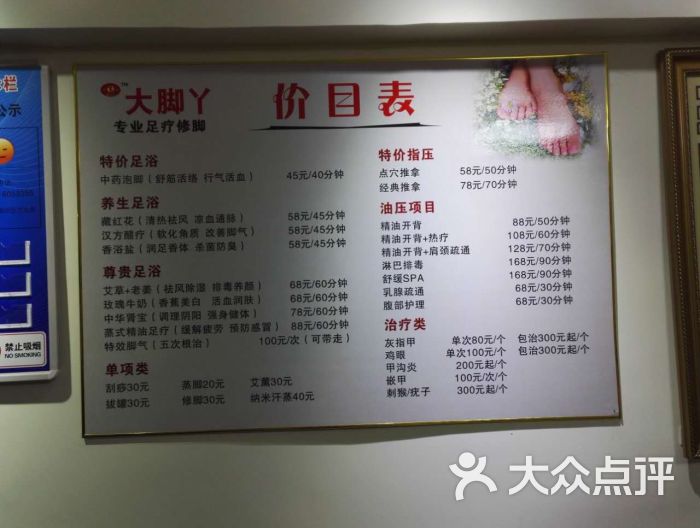 栏
公示
6053355
禁止吸烟
NO SMOKING
大脚丫
专业足疗修脚
价目表
特价足浴
中药泡脚（舒筋活络 行气活血） 45元/40分钟
养生足浴
藏红花（清热祛风 凉血通脉） 58元/45分钟
汉方醋疗（软化角质 改善脚气） 58元/45分钟
香浴盐（润足香体 杀菌防臭） 58元/45分钟
尊贵足浴
艾草+老姜（祛风除湿 排毒养颜） 68元/60分钟
玫瑰牛奶（香蕉美白 活血润肤） 68元/60分钟
中华肾宝（调理阴阳 强身健体） 78元/60分钟
蒸式精油足疗（缓解疲劳 预防感冒） 88元/60分钟
特效脚气（五次根治） 100元/次（可带走）
单项类
刮痧30元 蒸脚20元 艾薰30元
拔罐30元 修脚30元 纳米汗蒸40元
特价指压
点穴推拿 58元/50分钟
经典推拿 78元/70分钟
油压项目
精油开背 88元/50分钟
精油开背+热疗 108元/60分钟
精油开背+肩颈疏通 128元/70分钟
淋巴排毒 168元/90分钟
舒缓SPA 168元/90分钟
乳腺疏通 68元/30分钟
腹部护理 68元/30分钟
治疗类
灰指甲 单次80元/个 包治300元起/个
鸡眼 单次100元/个 包治300元起/个
甲沟炎 200元起/个
嵌甲 100元/次/个
刺猴/疣子 300元起/个
大众点评